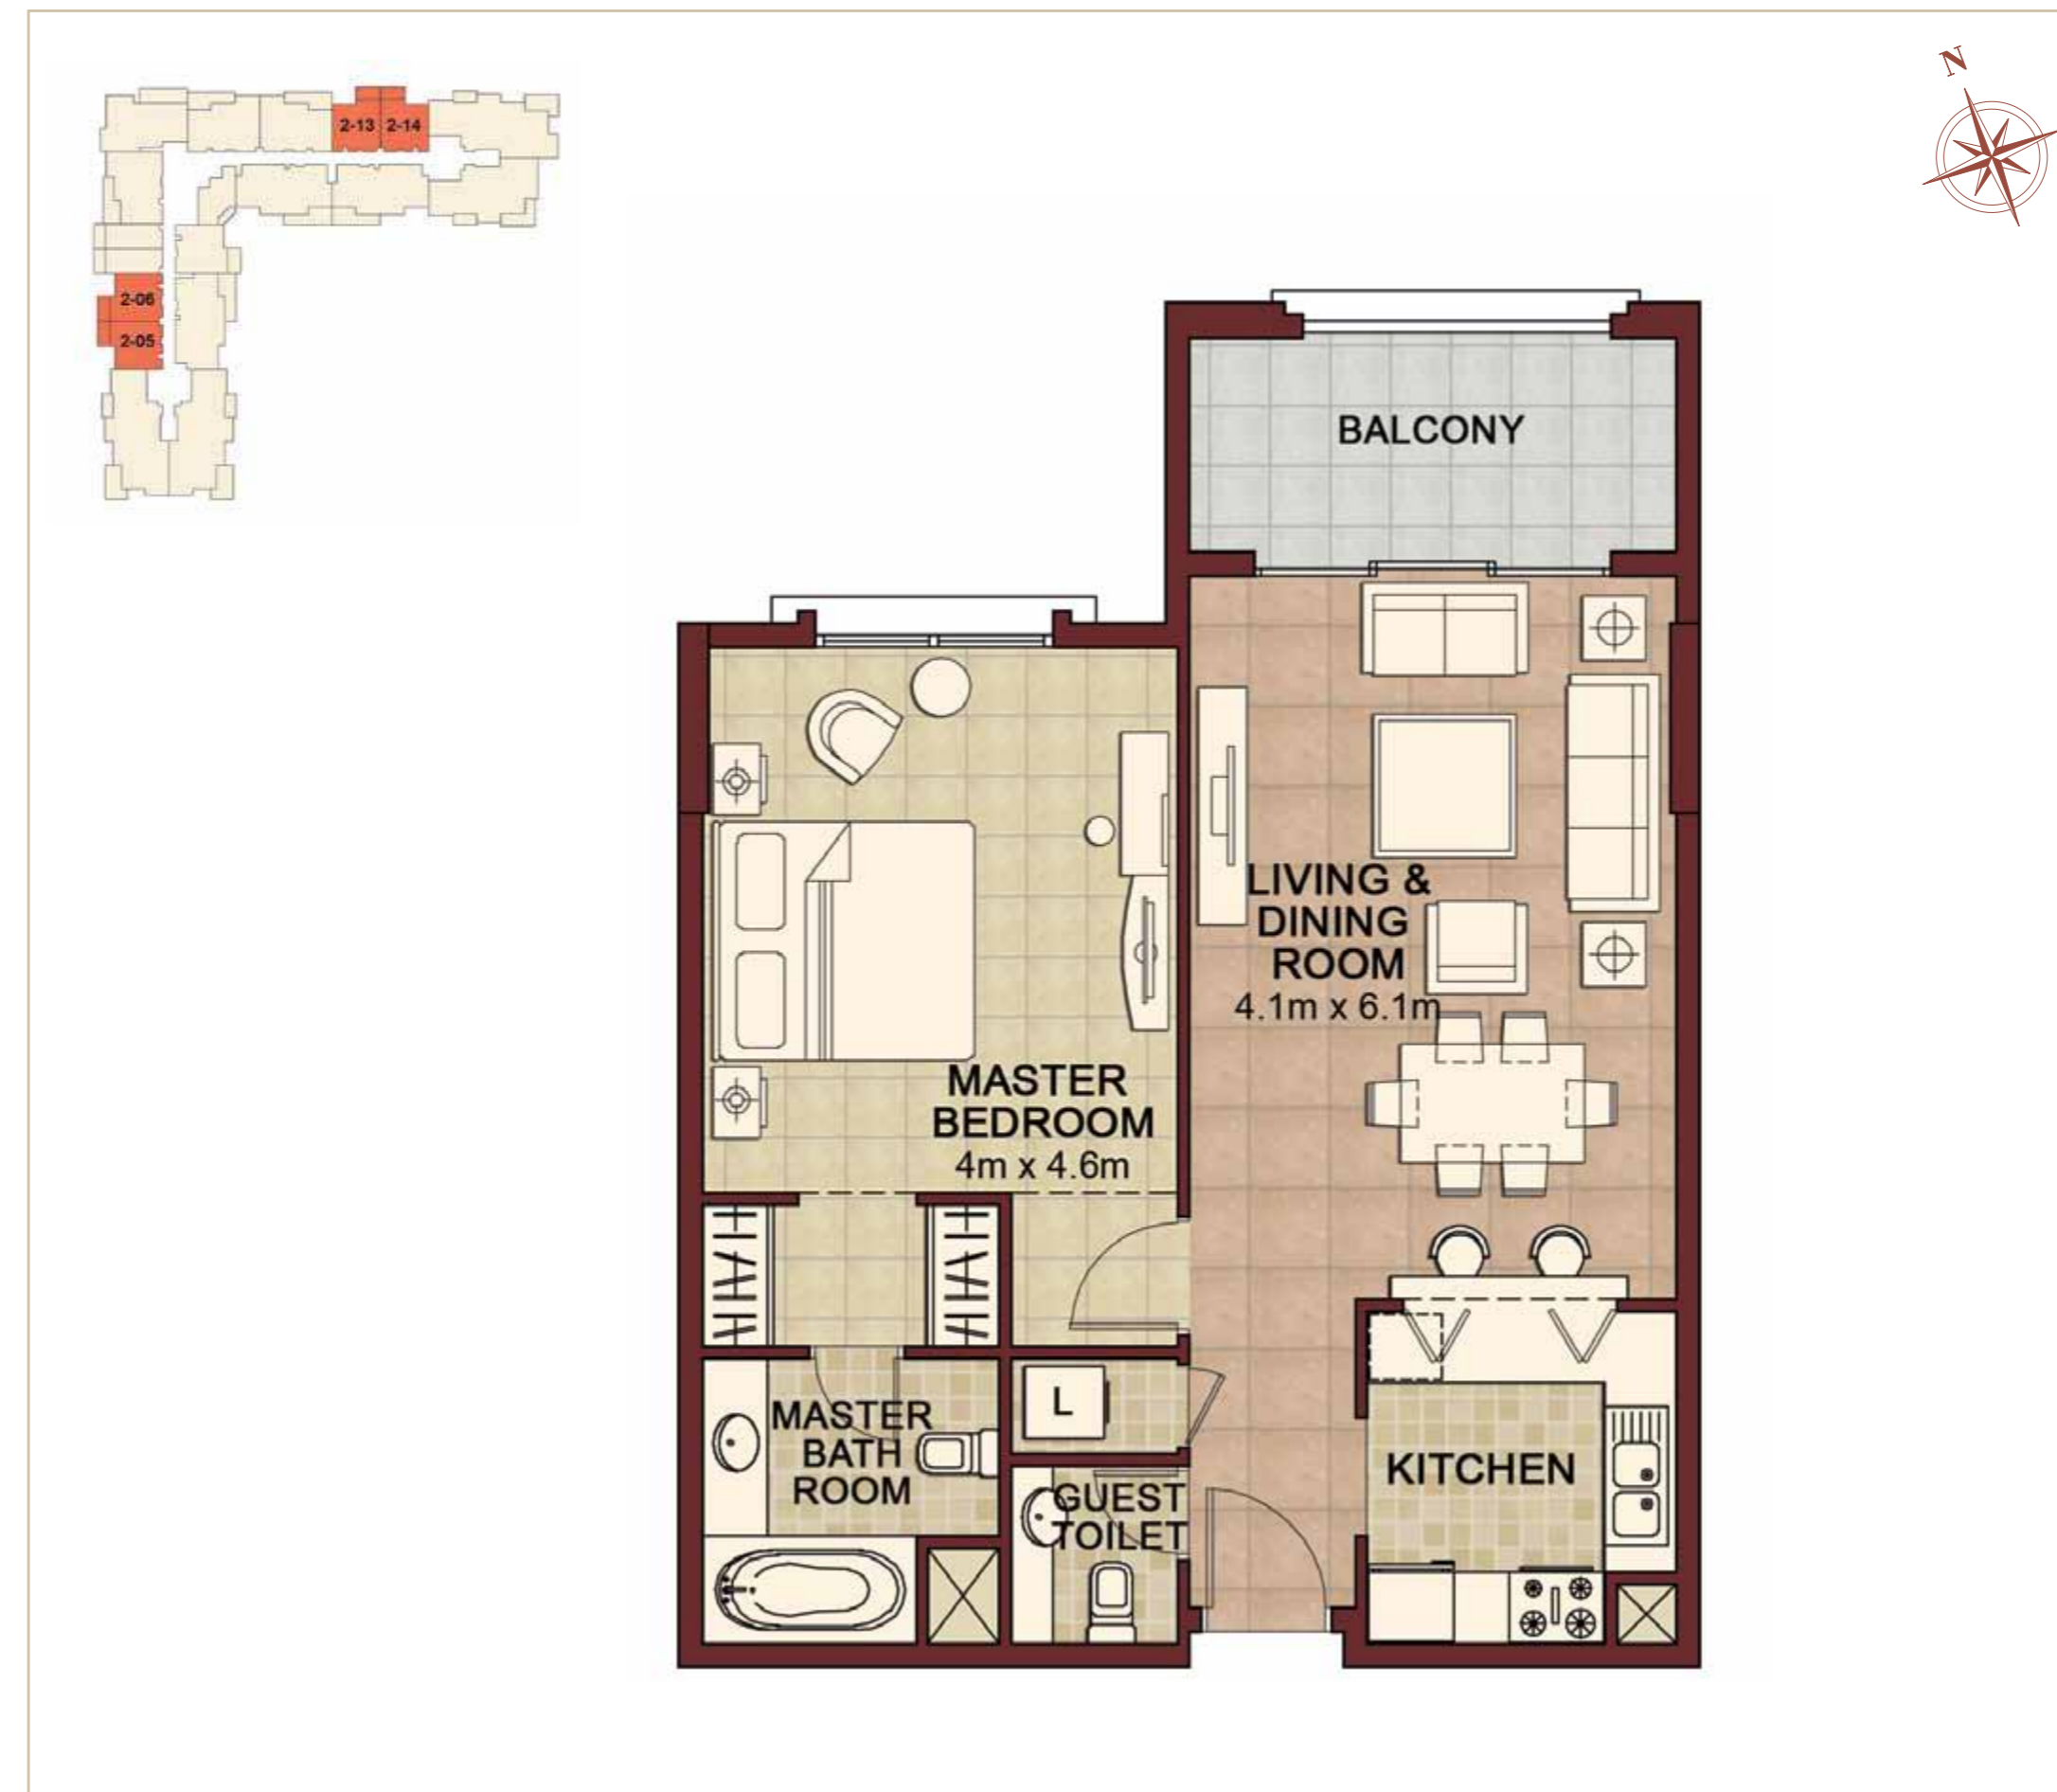 N
2-13 2-14
2-06
2-05
BALCONY
LIVING &
DINING
ROOM
4.1m x 6.1m
MASTER
BEDROOM
4m x 4.6m
MASTER
BATH
ROOM
L
GUEST
TOILET
KITCHEN